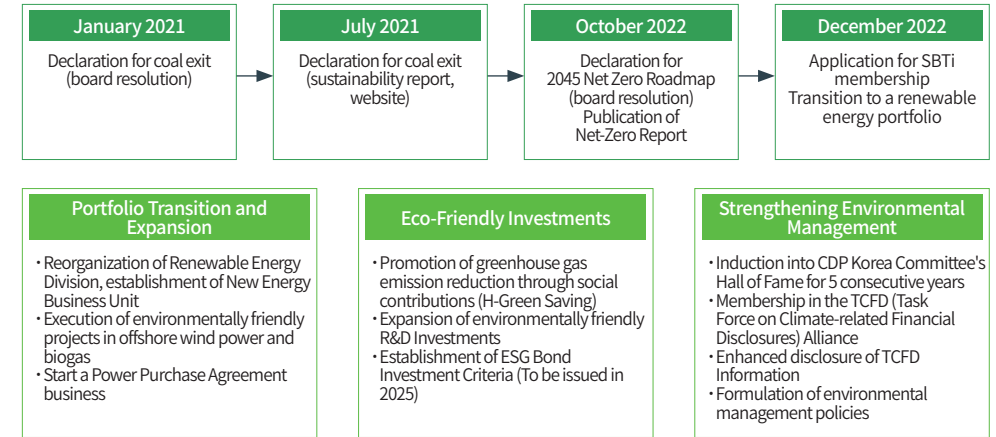 January 2021
Declaration for coal exit
(board resolution)
July 2021
Declaration for coal exit
(sustainability report,
website)
October 2022
Declaration for
2045 Net Zero Roadmap
(board resolution)
Publication of
Net-Zero Report
December 2022
Application for SBTi
membership
Transition to a renewable
energy portfolio
Portfolio Transition and
Expansion
· Reorganization of Renewable Energy
Division, establishment of New Energy
Business Unit
· Execution of environmentally friendly
projects in offshore wind power and
biogas
· Start a Power Purchase Agreement
business
Eco-Friendly Investments
· Promotion of greenhouse gas
emission reduction through social
contributions (H-Green Saving)
· Expansion of environmentally friendly
R&D Investments
· Establishment of ESG Bond
Investment Criteria (To be issued in
2025)
Strengthening Environmental
Management
· Induction into CDP Korea Committee's
Hall of Fame for 5 consecutive years
· Membership in the TCFD (Task
Force on Climate-related Financial
Disclosures) Alliance
· Enhanced disclosure of TCFD
Information
· Formulation of environmental
management policies